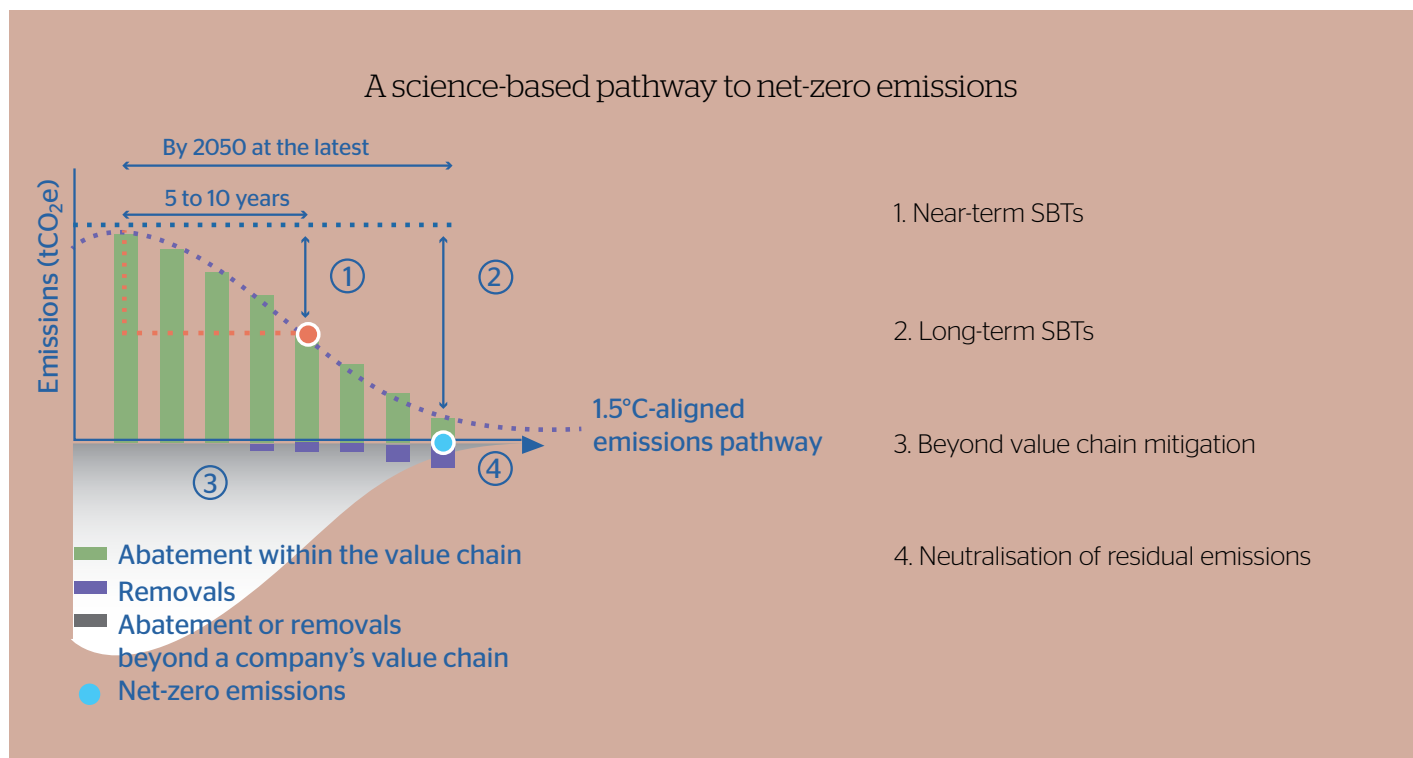 A science-based pathway to net-zero emissions
By 2050 at the latest
5 to 10 years
Emissions (tCO₂e)
1
2
3
4
1.5°C-aligned
emissions pathway
Abatement within the value chain
Removals
Abatement or removals
beyond a company's value chain
Net-zero emissions
1. Near-term SBTs
2. Long-term SBTs
3. Beyond value chain mitigation
4. Neutralisation of residual emissions